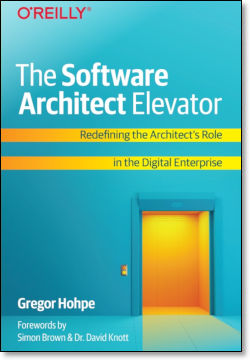 O'REILLY®
The Software
Architect Elevator
Redefining the Architect's Role
in the Digital Enterprise
Gregor Hohpe
Forewords by
Simon Brown & Dr. David Knott